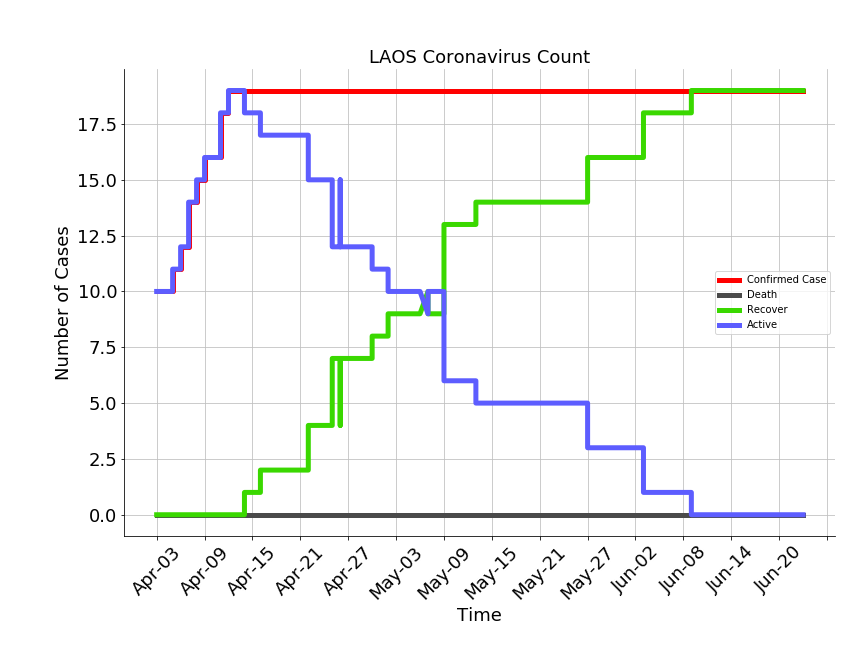 LAOS Coronavirus Count
Number of Cases
17.5
15.0
12.5
10.0
7.5
5.0
2.5
0.0
Confirmed Case
Death
Recover
Active
Apr-03 Apr-09 Apr-15 Apr-21 Apr-27 May-03 May-09 May-15 May-21 May-27 Jun-02 Jun-08 Jun-14 Jun-20
Time